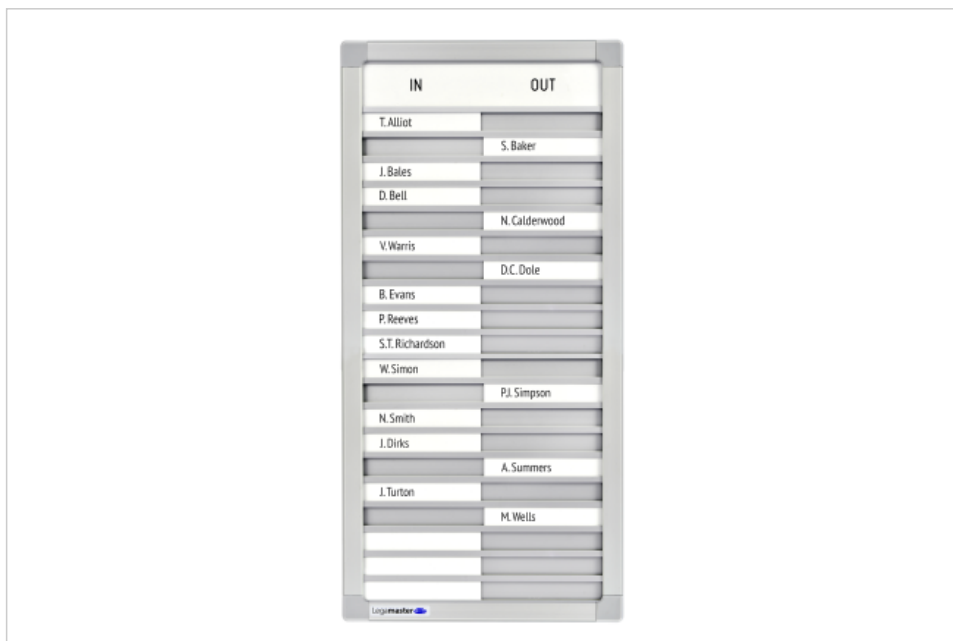 IN OUT
T. Alliot
S. Baker
J. Bales
D. Bell
N. Calderwood
V. Warris
D.C. Dole
B. Evans
P. Reeves
S.T. Richardson
W. Simon
P.J. Simpson
N. Smith
J. Dirks
A. Summers
J. Turton
M. Wells
Legamaster